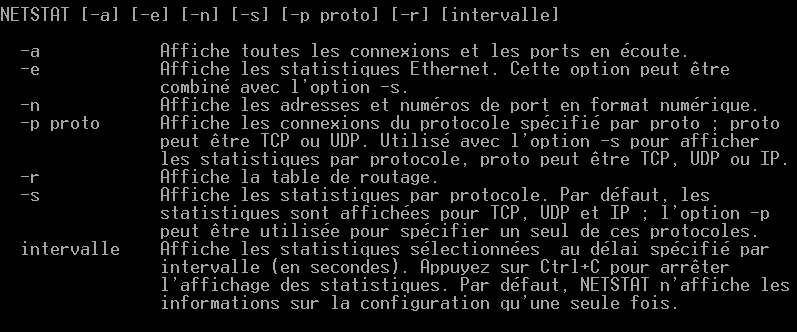 NETSTAT [-a] [-e] [-n] [-s] [-p proto] [-r] [intervalle]
-a Affiche toutes les connexions et les ports en écoute.
-e Affiche les statistiques Ethernet. Cette option peut être
combiné avec l'option -s.
-n Affiche les adresses et numéros de port en format numérique.
-p proto Affiche les connexions du protocole spécifié par proto ; proto
peut être TCP ou UDP. Utilisé avec l'option -s pour afficher
les statistiques par protocole, proto peut être TCP, UDP ou IP.
-r Affiche la table de routage.
-s Affiche les statistiques par protocole. Par défaut, les
statistiques sont affichées pour TCP, UDP et IP ; l'option -p
peut être utilisée pour spécifier un seul de ces protocoles.
intervalle Affiche les statistiques sélectionnées  au délai spécifié par
intervalle (en secondes). Appuyez sur Ctrl+C pour arrêter
l'affichage des statistiques. Par défaut, NETSTAT n'affiche les
informations sur la configuration qu'une seule fois.